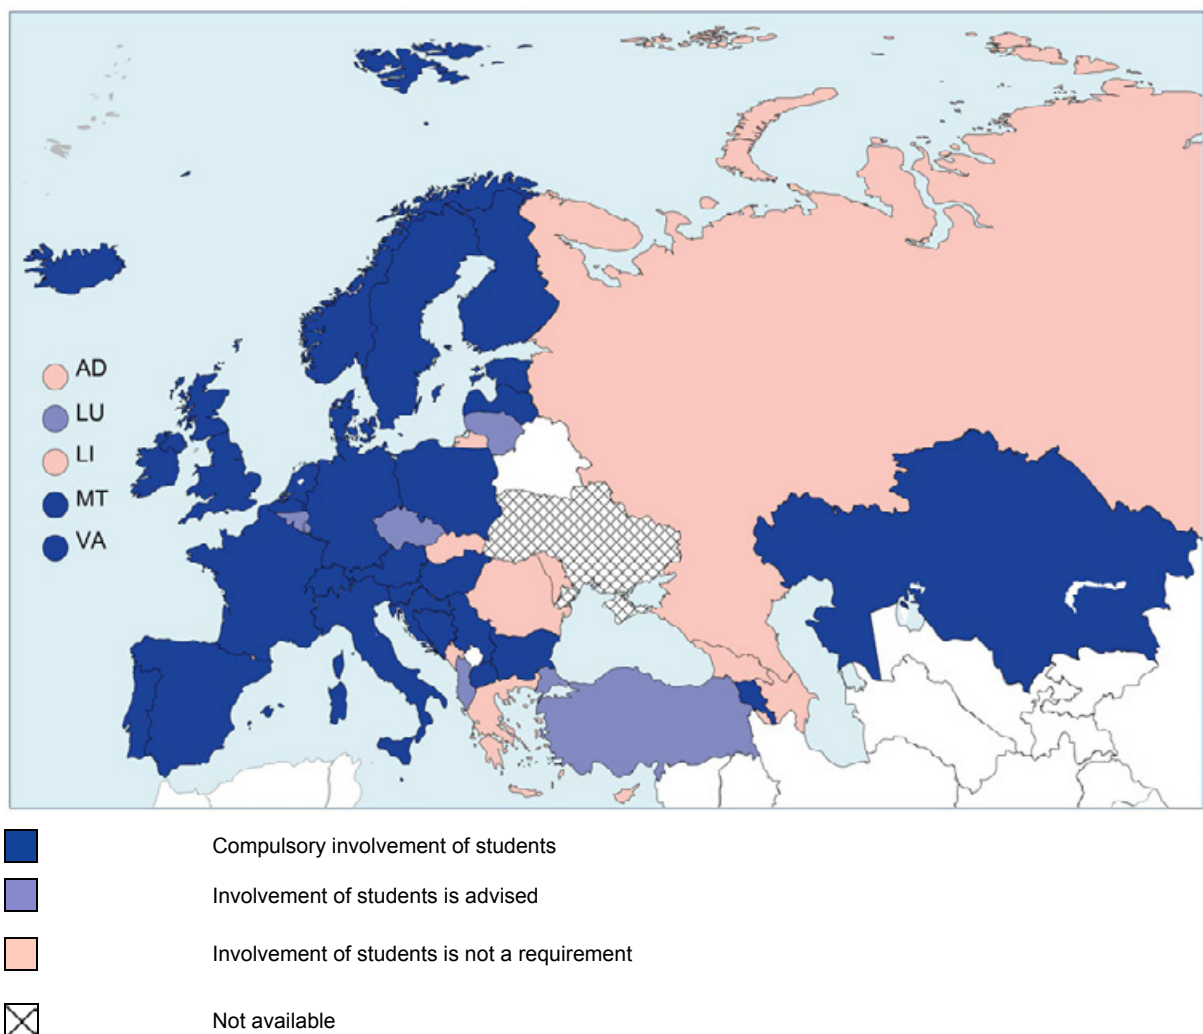 AD
LU
LI
MT
VA
Compulsory involvement of students
Involvement of students is advised
Involvement of students is not a requirement
Not available